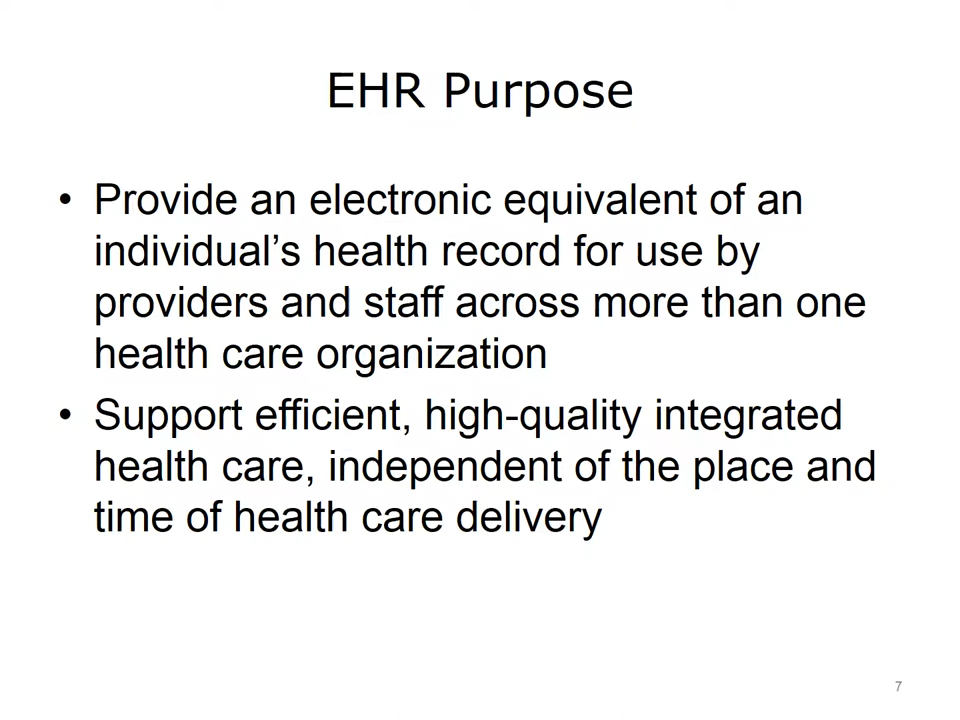 EHR Purpose
• Provide an electronic equivalent of an
individual’s health record for use by
providers and staff across more than one
health care organization
• Support efficient, high-quality integrated
health care, independent of the place and
time of health care delivery
7